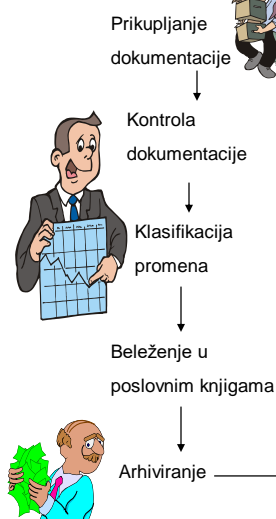 Prikupljanje
dokumentacije
Kontrola
dokumentacije
Klasifikacija
promena
Beleženje u
poslovnim knjigama
Arhiviranje